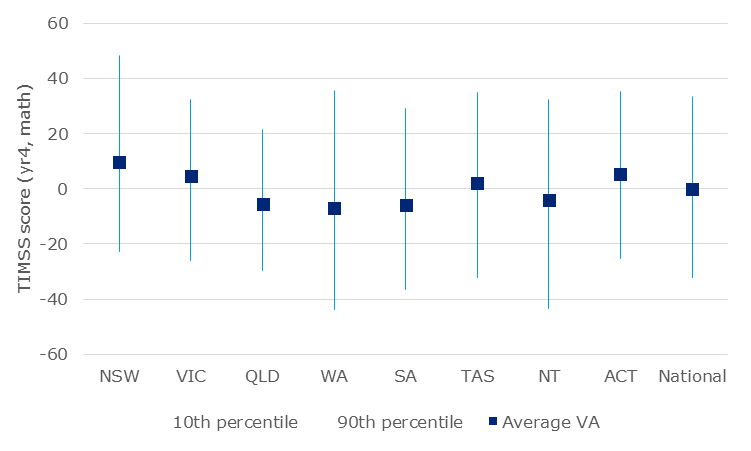 60
40
20
0
-20
-40
-60
TIMSS score (yr4, math)
NSW VIC QLD WA SA TAS NT ACT National
10th percentile 90th percentile Average VA